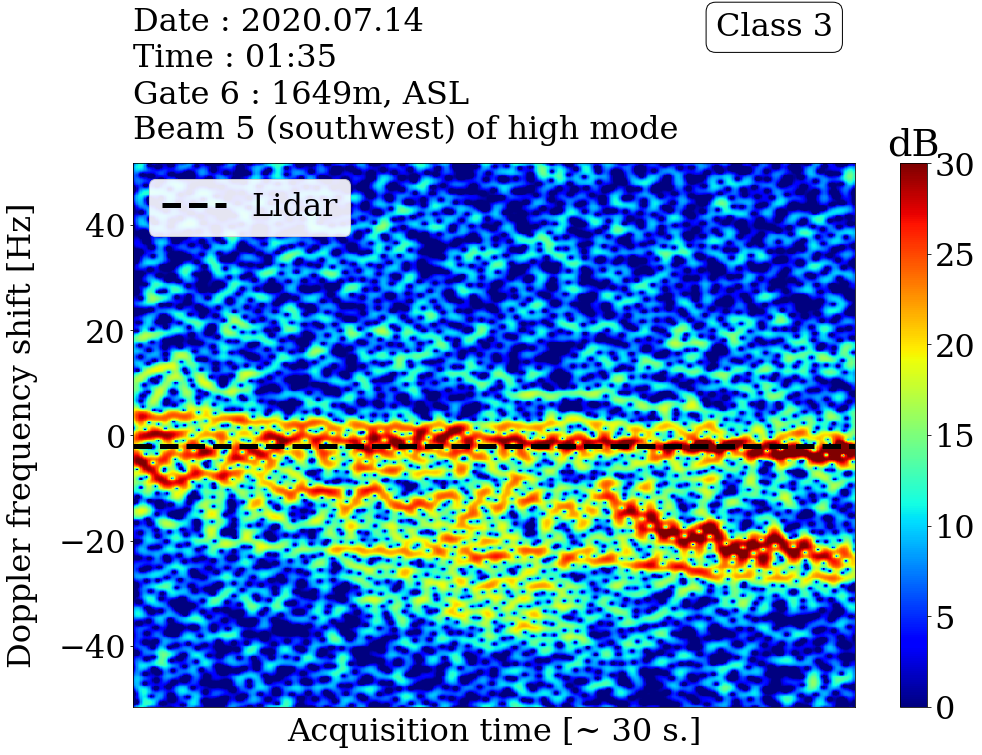 Date : 2020.07.14
Time : 01:35
Gate 6 : 1649m, ASL
Beam 5 (southwest) of high mode
Class 3
dB
Lidar
Doppler frequency shift [Hz]
40
20
0
−20
−40
30
25
20
15
10
5
0
Acquisition time [~ 30 s.]